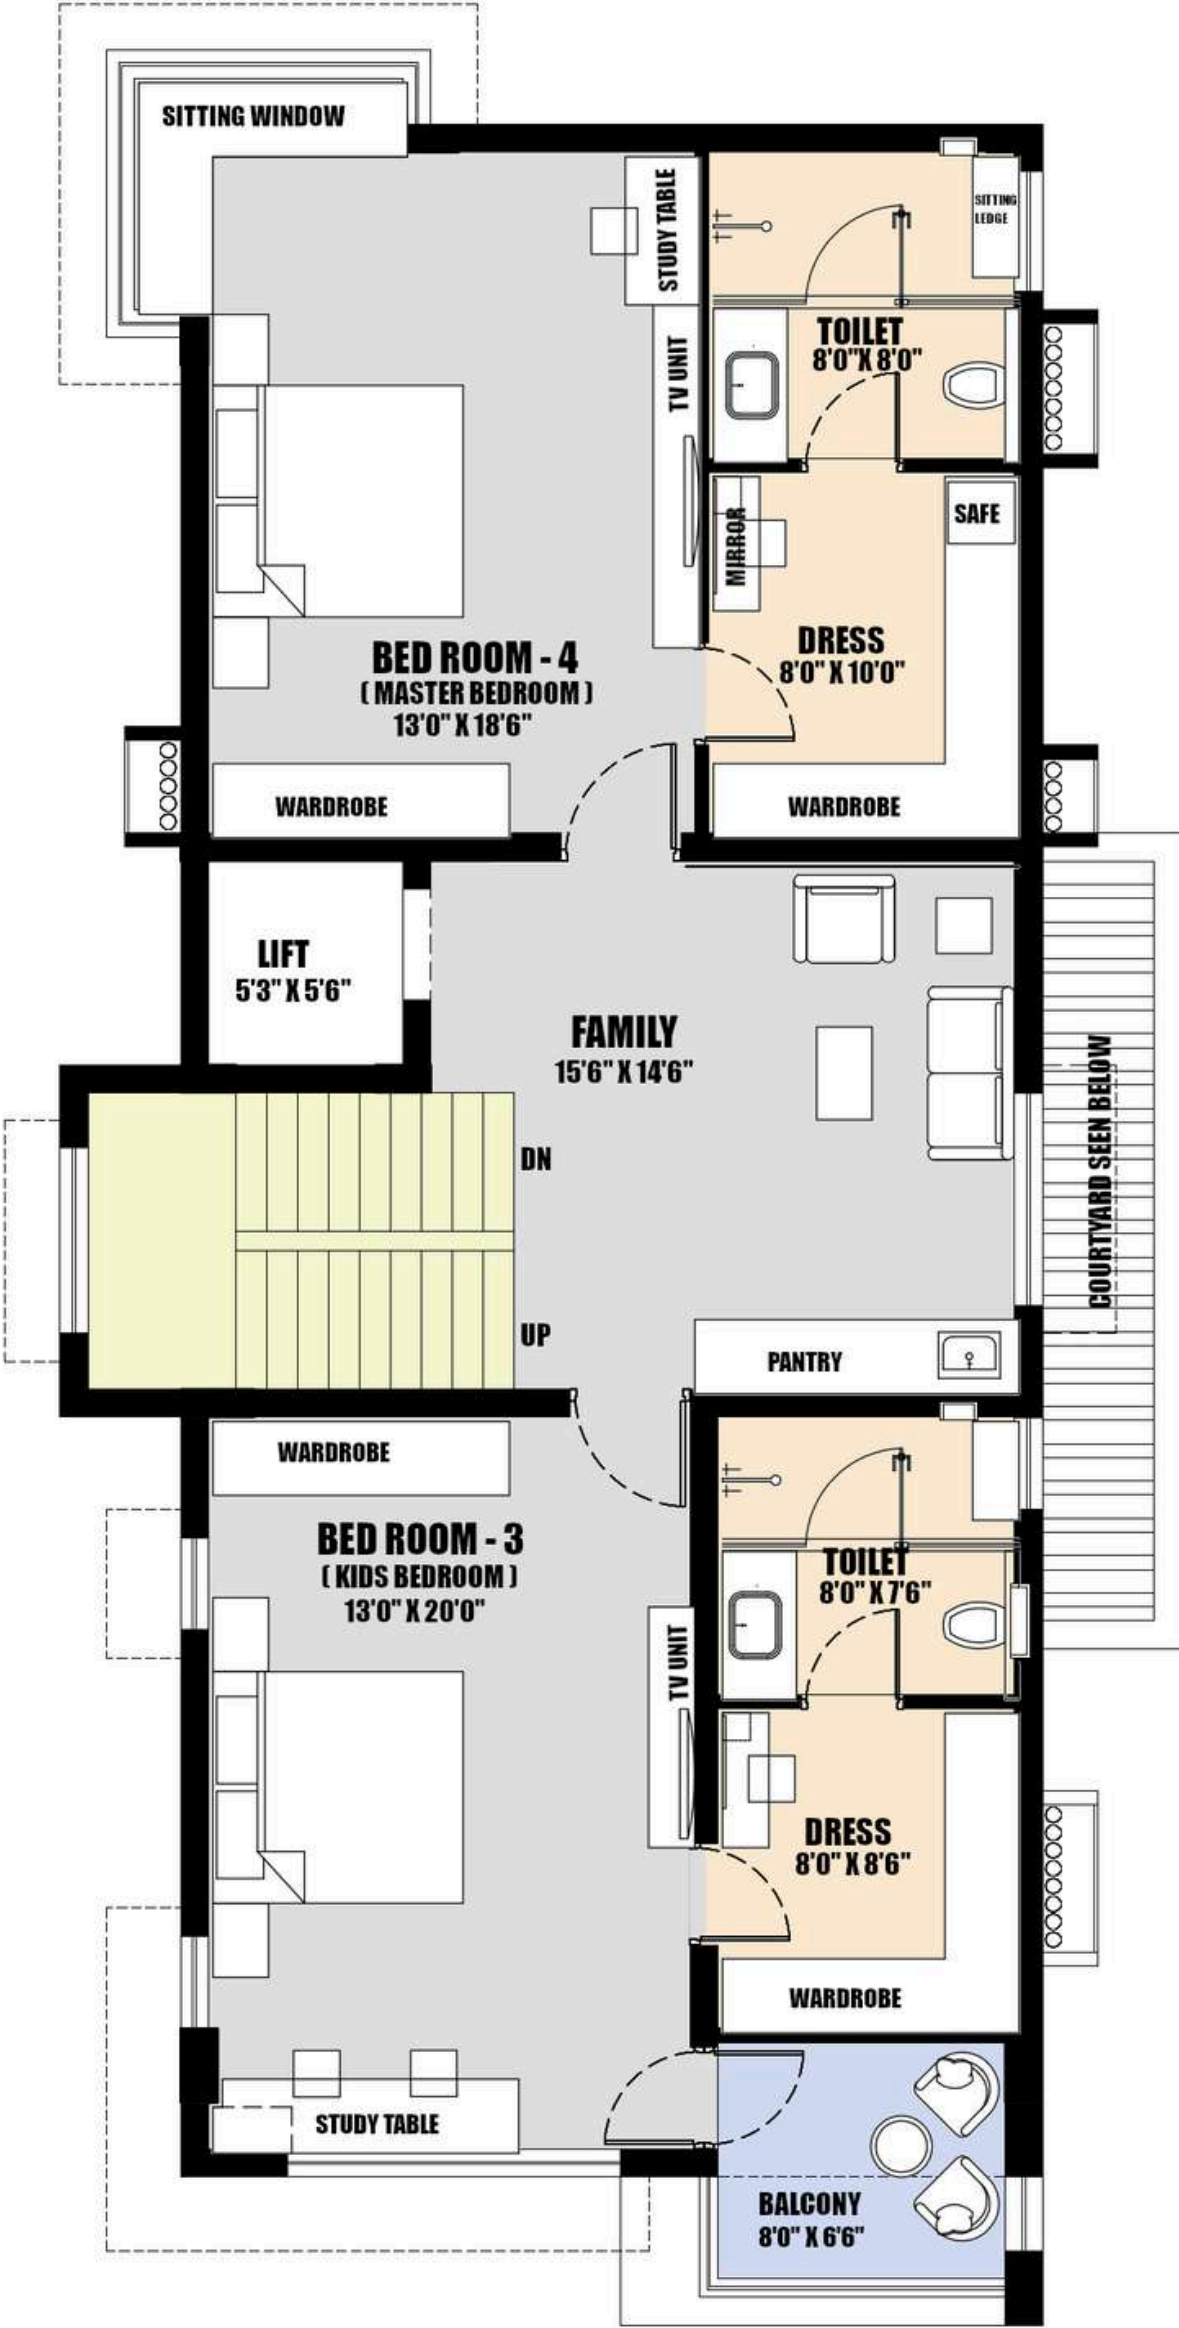 SITTING WINDOW
STUDY TABLE
SITTING
LEDGE
TV UNIT
TOILET
8'0"X 8'0"
MIRROR
SAFE
DRESS
8'0" X 10'0"
BED ROOM - 4
( MASTER BEDROOM )
13'0" X 18'6"
WARDROBE
WARDROBE
LIFT
5'3" X 5'6"
FAMILY
15'6" X 14'6"
COURTYARD SEEN BELOW
DN
UP
PANTRY
WARDROBE
BED ROOM - 3
( KIDS BEDROOM )
13'0" X 20'0"
TOILET
8'0" X 7'6"
TV UNIT
DRESS
8'0" X 8'6"
WARDROBE
STUDY TABLE
BALCONY
8'0" X 6'6"